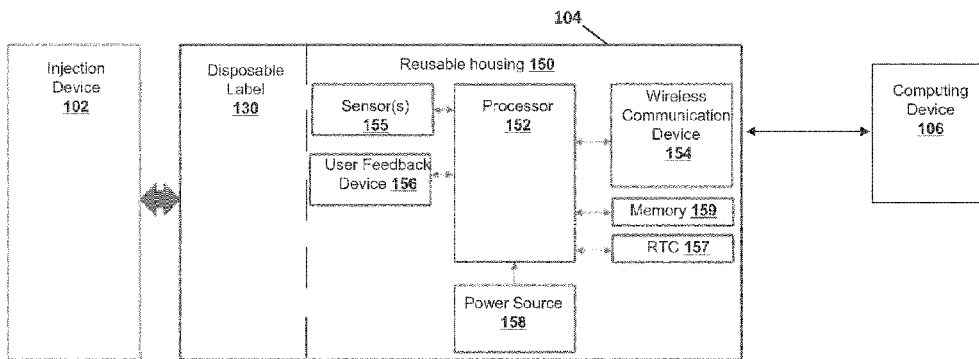 104
Injection
Device
102
Disposable
Label
130
Reusable housing 150
Sensor(s)
155
User Feedback
Device 156
Processor
152
Wireless
Communication
Device
154
Memory 159
RTC 157
Power Source
158
Computing
Device
106